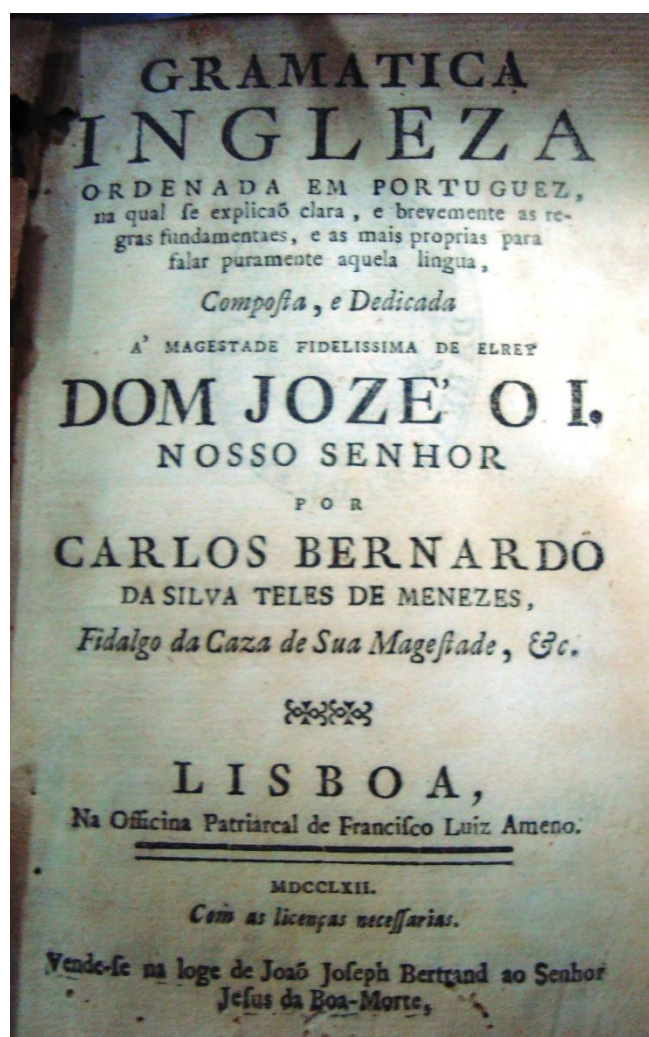 GRAMATICA
INGLEZA
ORDENADA EM PORTUGUEZ,
na qual ſe explicaõ clara, e brevemente as re-
gras fundamentaes, e as mais proprias para
falar puramente aquela lingua,
Compoſta, e Dedicada
A' MAGESTADE FIDELISSIMA DE ELREY
DOM JOZE' O I.
NOSSO SENHOR
POR
CARLOS BERNARDO
DA SILVA TELES DE MENEZES,
Fidalgo da Caza de Sua Mageſtade, &c.
LISBOA,
Na Officina Patriarcal de Franciſco Luiz Ameno.
MDCCLXII.
Com as licenças neceſſarias.
Vende-ſe na loge de Joaõ Joſeph Bertrand ao Senhor
Jeſus da Boa-Morte,